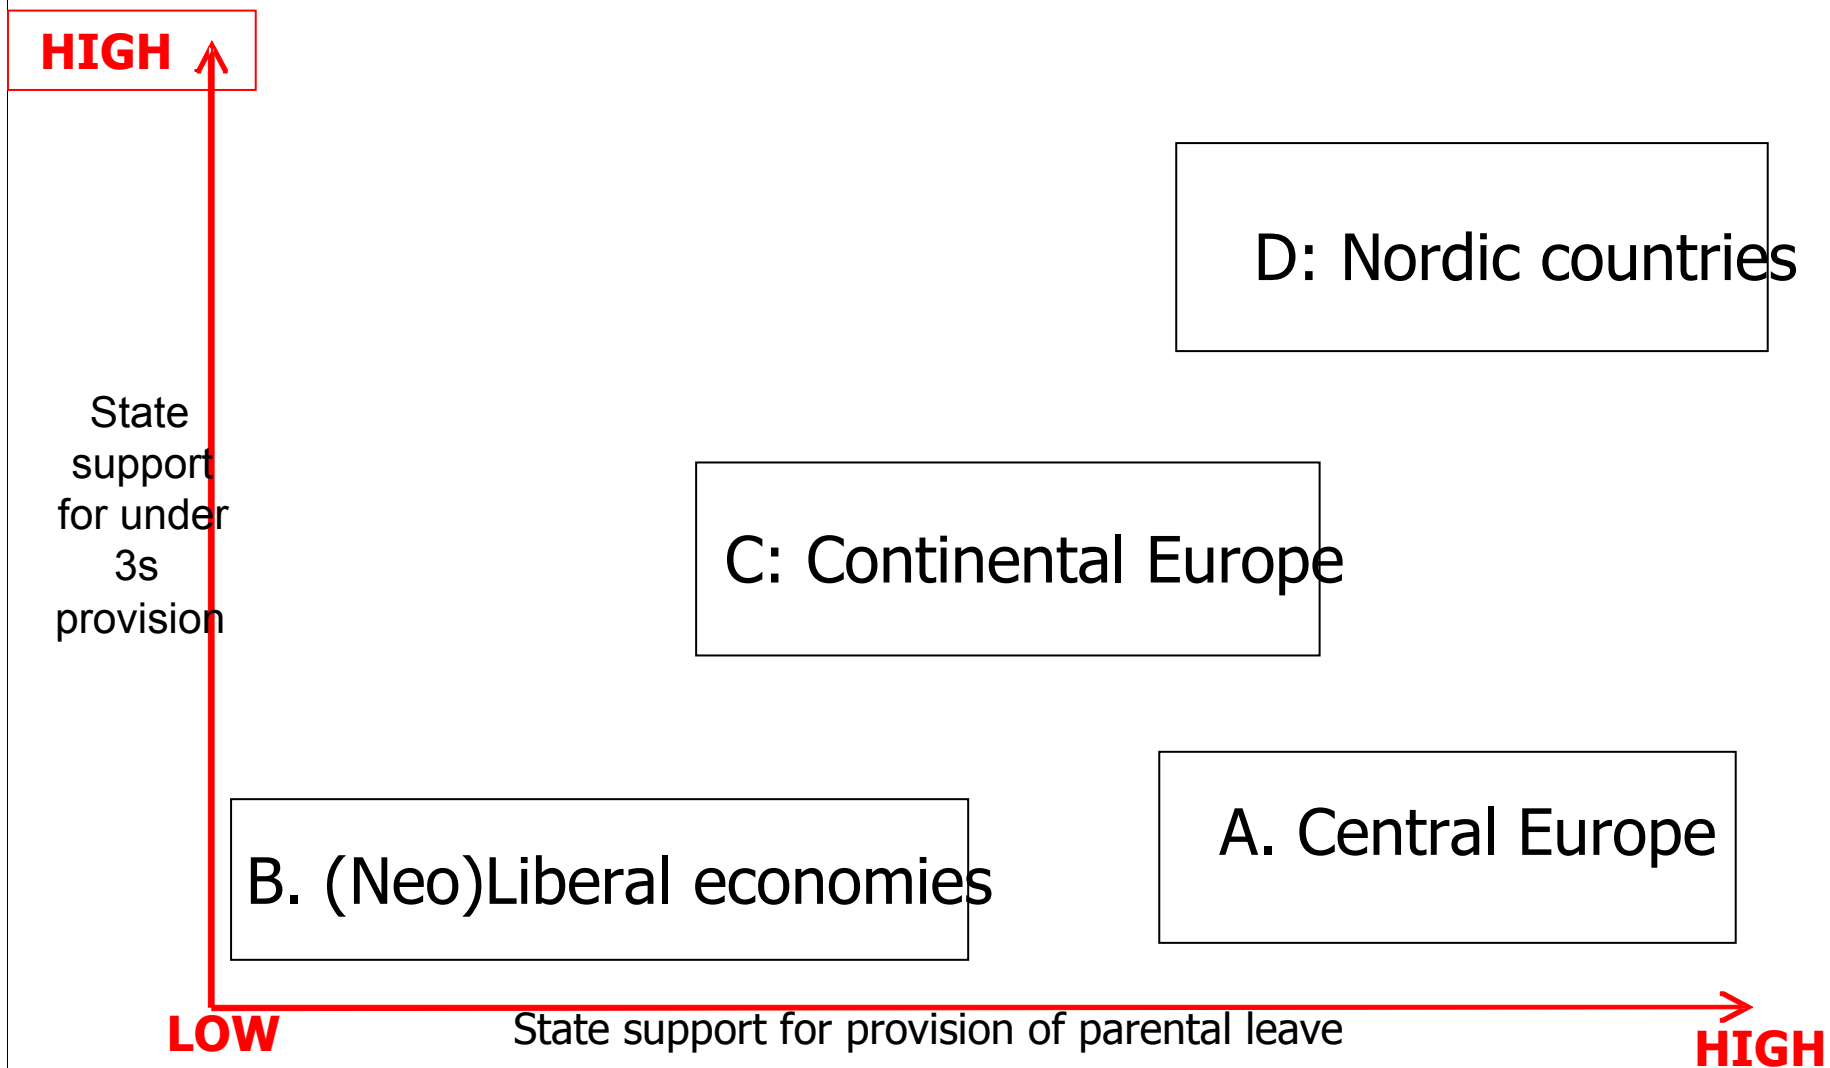 HIGH
D: Nordic countries
State
support
for under
3s
provision
C: Continental Europe
A. Central Europe
B. (Neo)Liberal economies
LOW
State support for provision of parental leave
HIGH